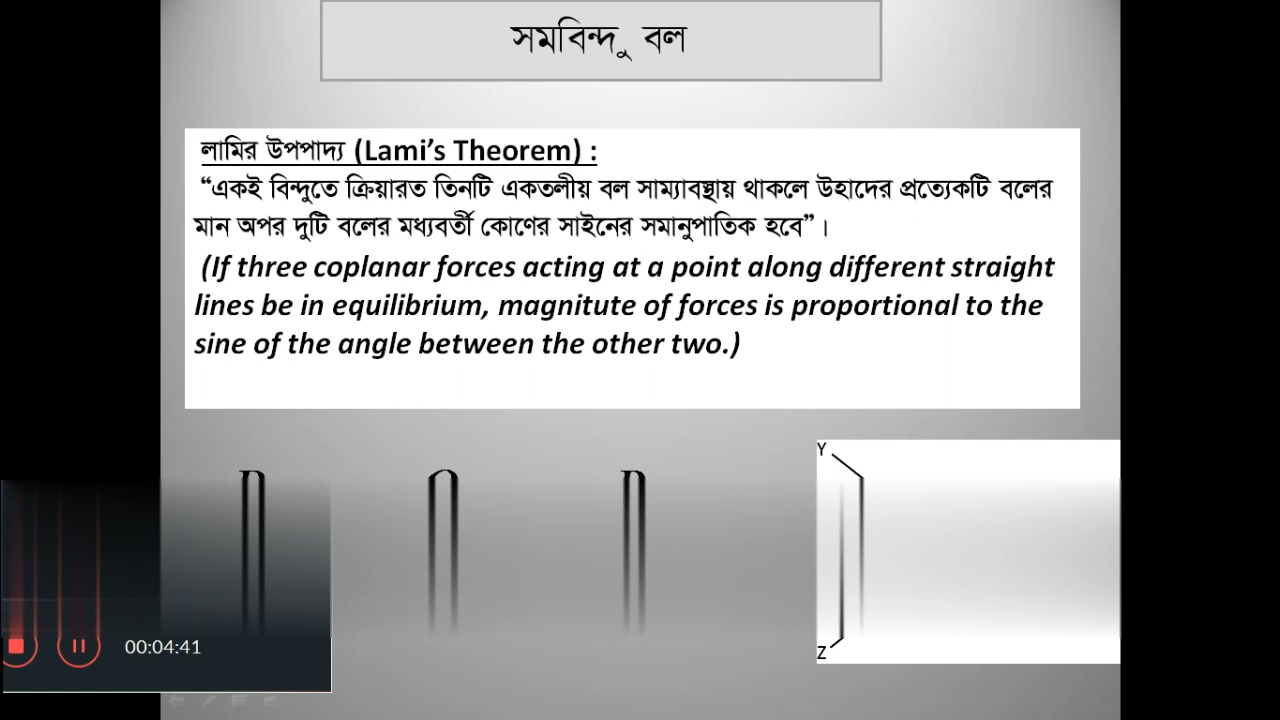 সমবিন্দু বল
লামির উপপাদ্য (Lami’s Theorem) :
“একই বিন্দুতে ক্রিয়ারত তিনটি একতলীয় বল সাম্যাবস্থায় থাকলে উহাদের প্রত্যেকটি বলের
মান অপর দুটি বলের মধ্যবর্তী কোণের সাইনের সমানুপাতিক হবে” ।
(If three coplanar forces acting at a point along different straight
lines be in equilibrium, magnitute of forces is proportional to the
sine of the angle between the other two.)
Y
Z
00:04:41